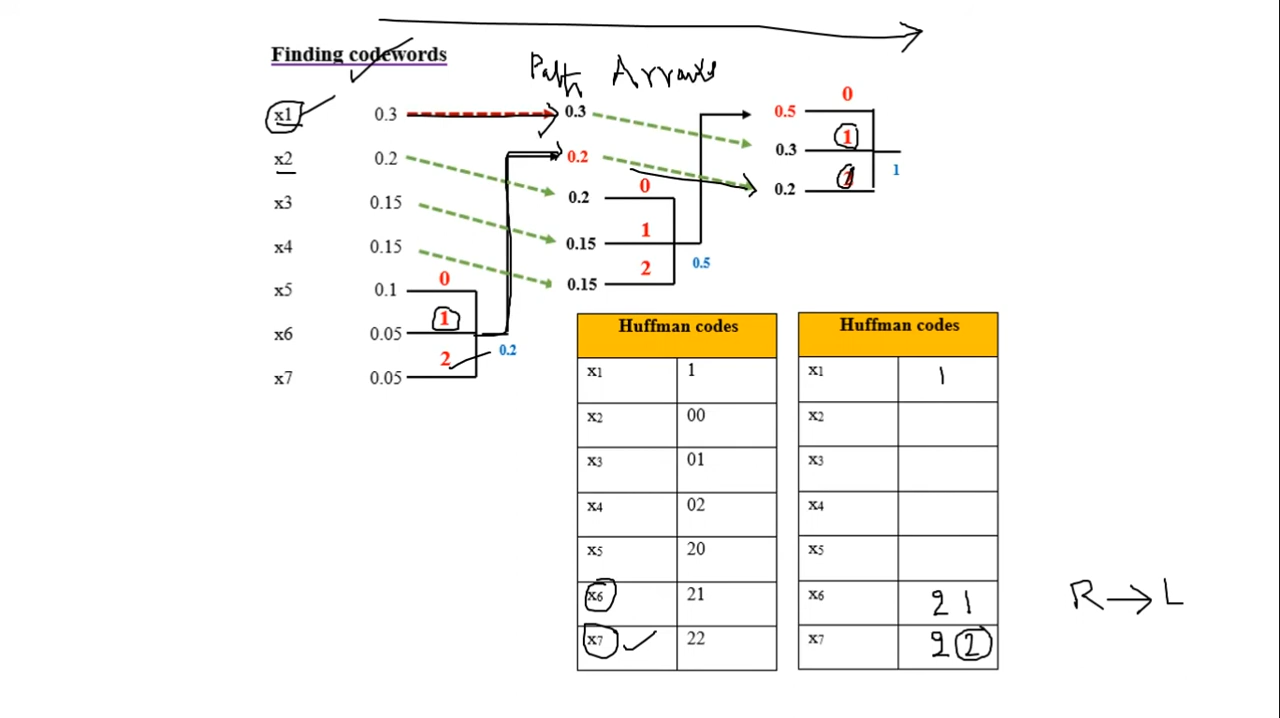 Finding codewords
Path Arrows
x1 0.3 0.3 0.5 0
x2 0.2 0.2 0.3 1 1
x3 0.15 0.2 0 0.2 2
x4 0.15 0.15 1 0.5
x5 0.1 0 0.15 2
x6 0.05 1 0.2
x7 0.05 2
Huffman codes
x1 1
x2 00
x3 01
x4 02
x5 20
x6 21
x7 22
Huffman codes
x1 1
x2
x3
x4
x5
x6 21
x7 22
R → L